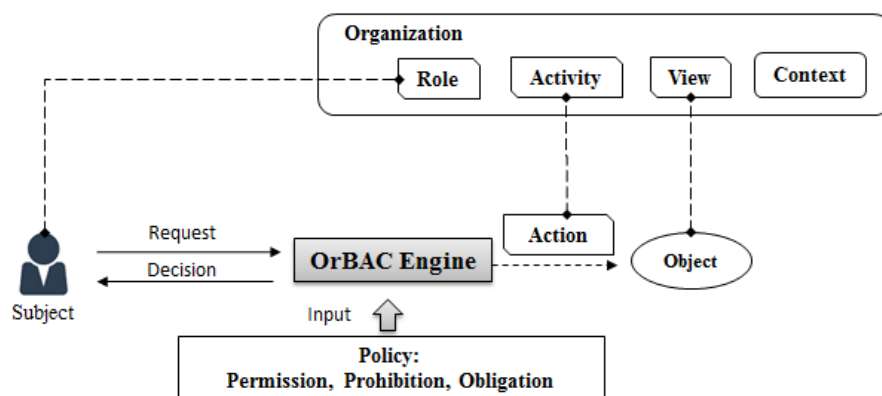 Organization
Role
Activity
View
Context
Action
Request
Decision
OrBAC Engine
Object
Subject
Input
Policy:
Permission, Prohibition, Obligation